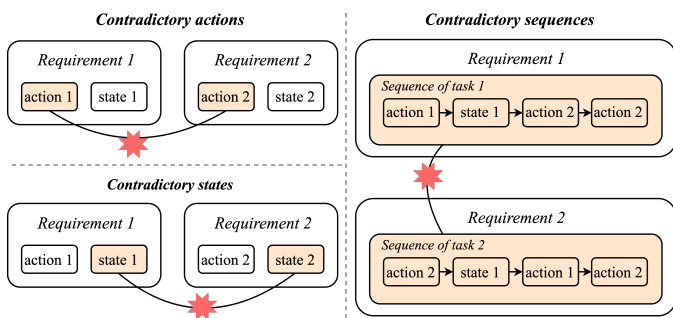 Contradictory actions
Requirement 1
Requirement 2
action 1
state 1
action 2
state 2
Contradictory states
Requirement 1
Requirement 2
action 1
state 1
action 2
state 2
Contradictory sequences
Requirement 1
Sequence of task 1
action 1
state 1
action 2
action 2
Requirement 2
Sequence of task 2
action 2
state 1
action 1
action 2